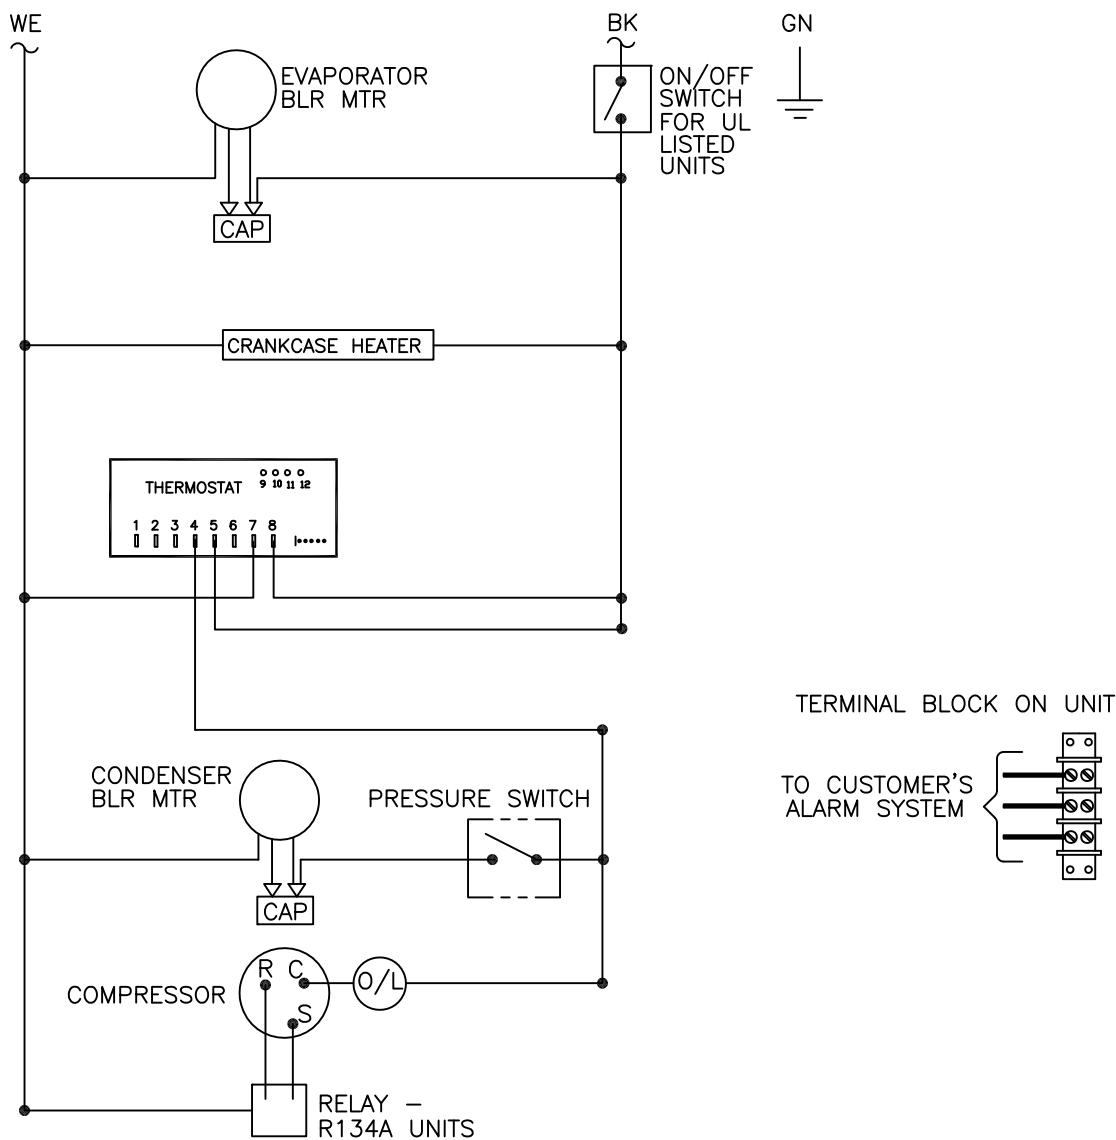 WE
BK
GN
EVAPORATOR
BLR MTR
ON/OFF
SWITCH
FOR UL
LISTED
UNITS
CAP
CRANKCASE HEATER
THERMOSTAT
9 10 11 12
1 2 3 4 5 6 7 8
TERMINAL BLOCK ON UNIT
CONDENSER
BLR MTR
PRESSURE SWITCH
TO CUSTOMER'S
ALARM SYSTEM
CAP
COMPRESSOR
R C
S
O/L
RELAY –
R134A UNITS